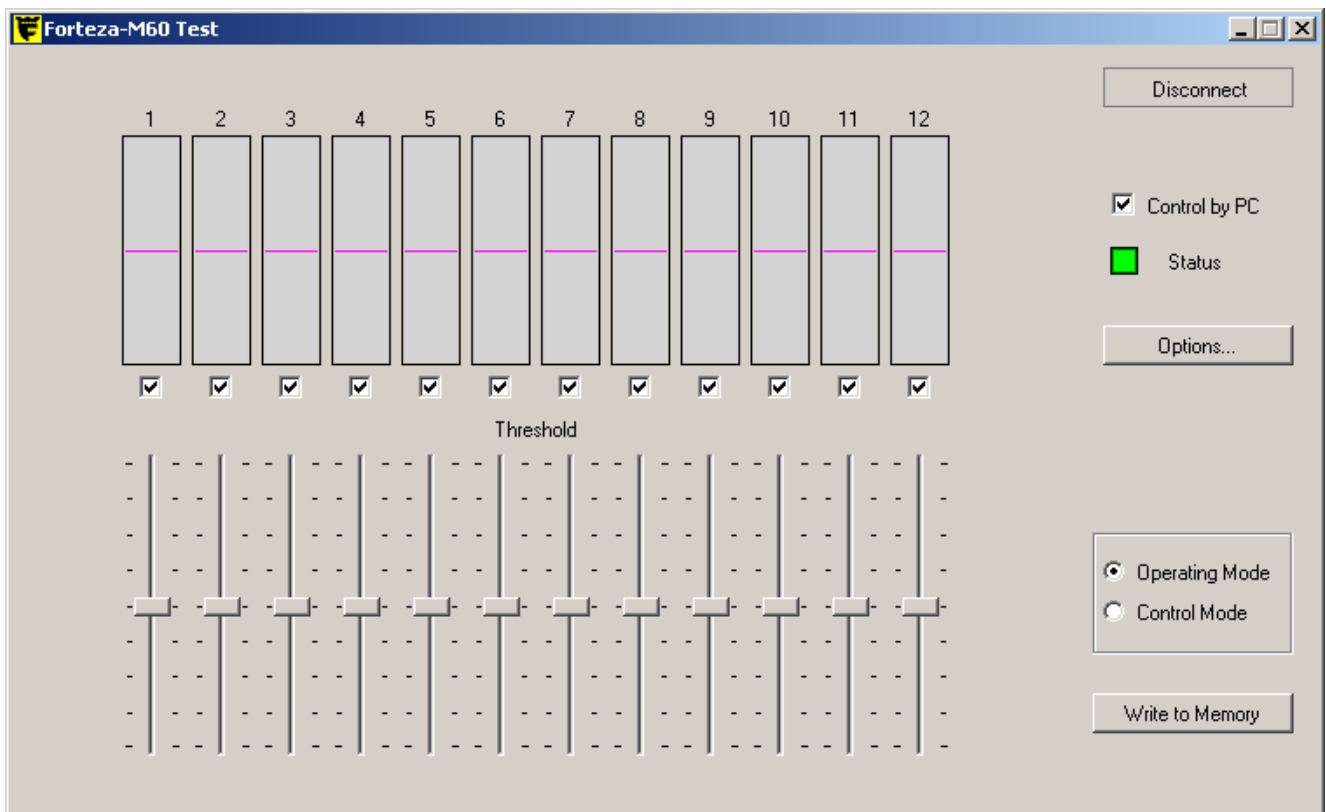 Forteza-M60 Test
Disconnect
1 2 3 4 5 6 7 8 9 10 11 12
Control by PC
Status
Options...
Threshold
Operating Mode
Control Mode
Write to Memory